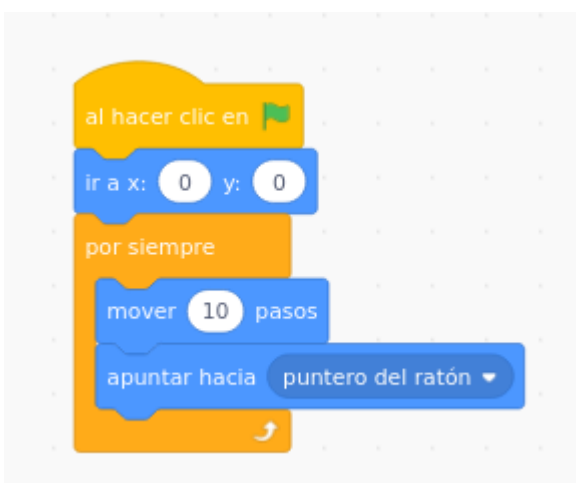 al hacer clic en
ir a x: 0 y: 0
por siempre
mover 10 pasos
apuntar hacia puntero del ratón